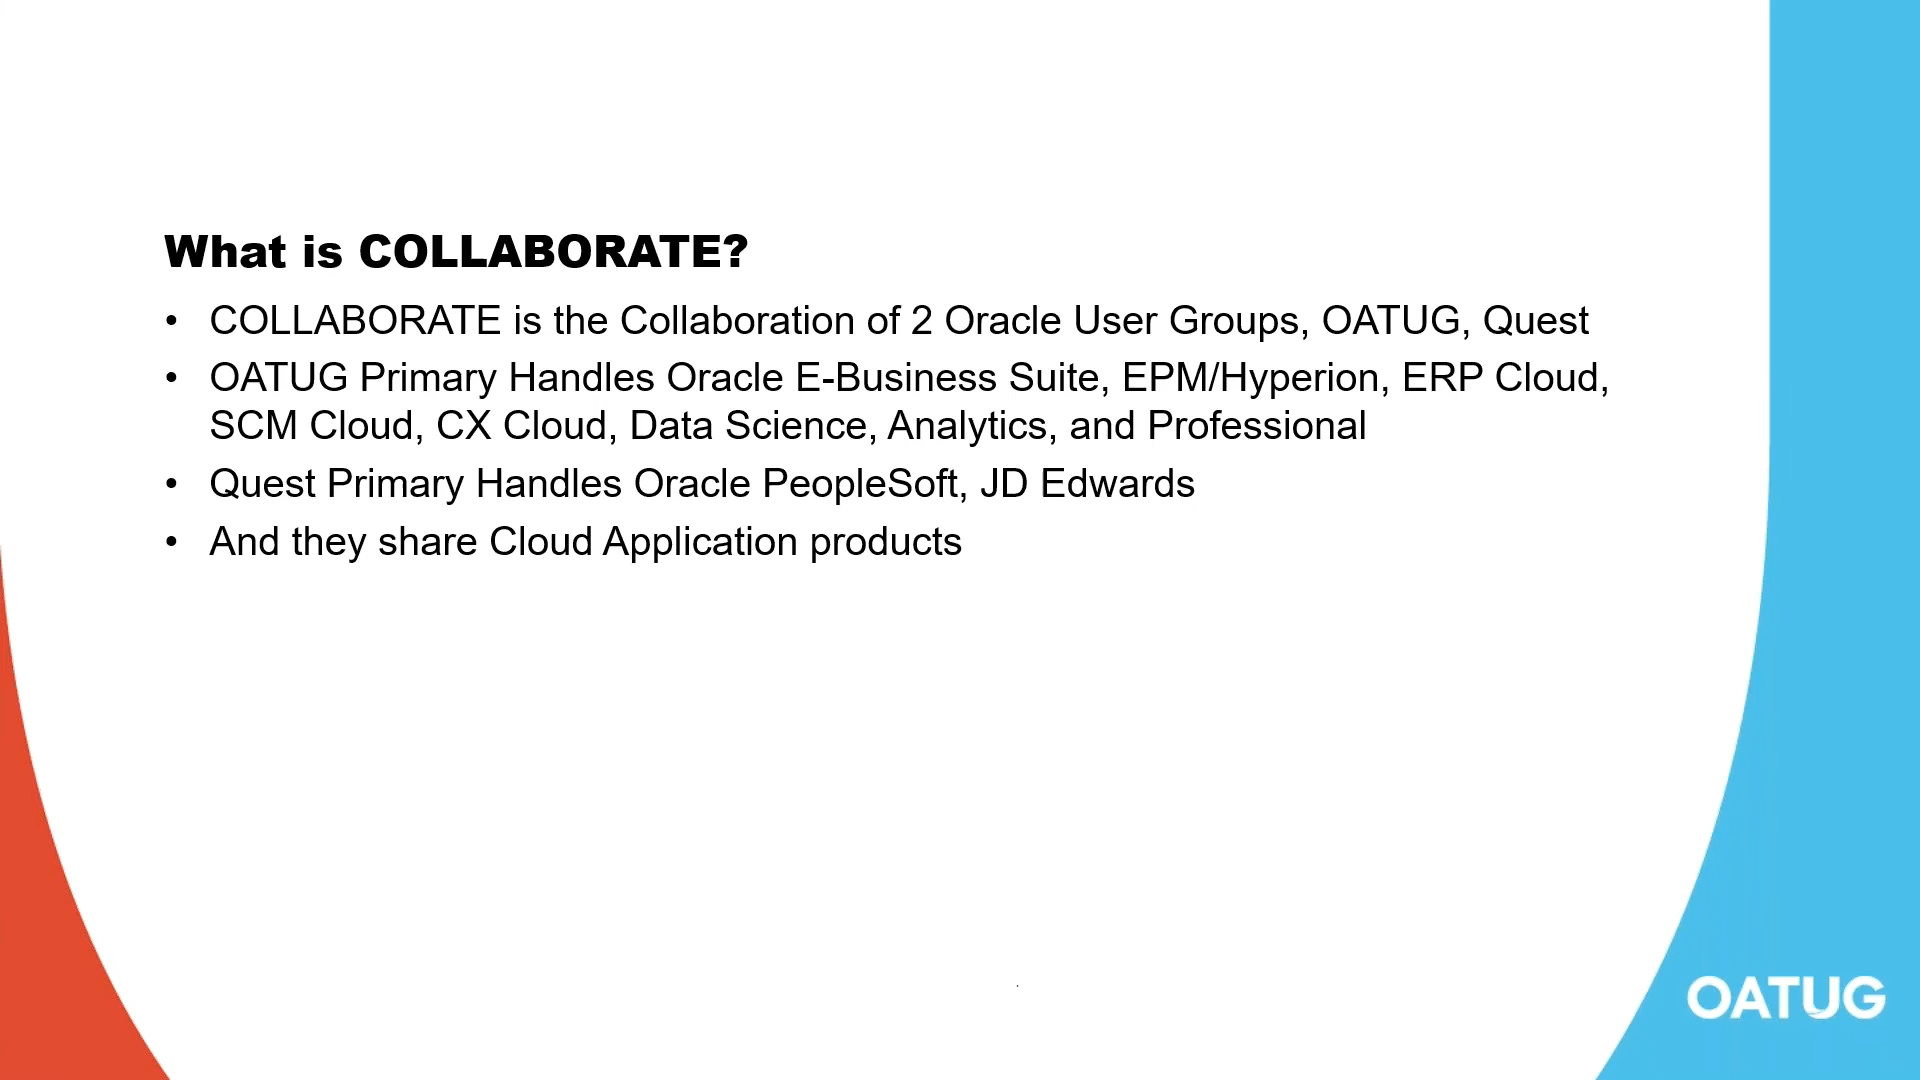 What is COLLABORATE?
• COLLABORATE is the Collaboration of 2 Oracle User Groups, OATUG, Quest
• OATUG Primary Handles Oracle E-Business Suite, EPM/Hyperion, ERP Cloud,
SCM Cloud, CX Cloud, Data Science, Analytics, and Professional
• Quest Primary Handles Oracle PeopleSoft, JD Edwards
• And they share Cloud Application products
OATUG